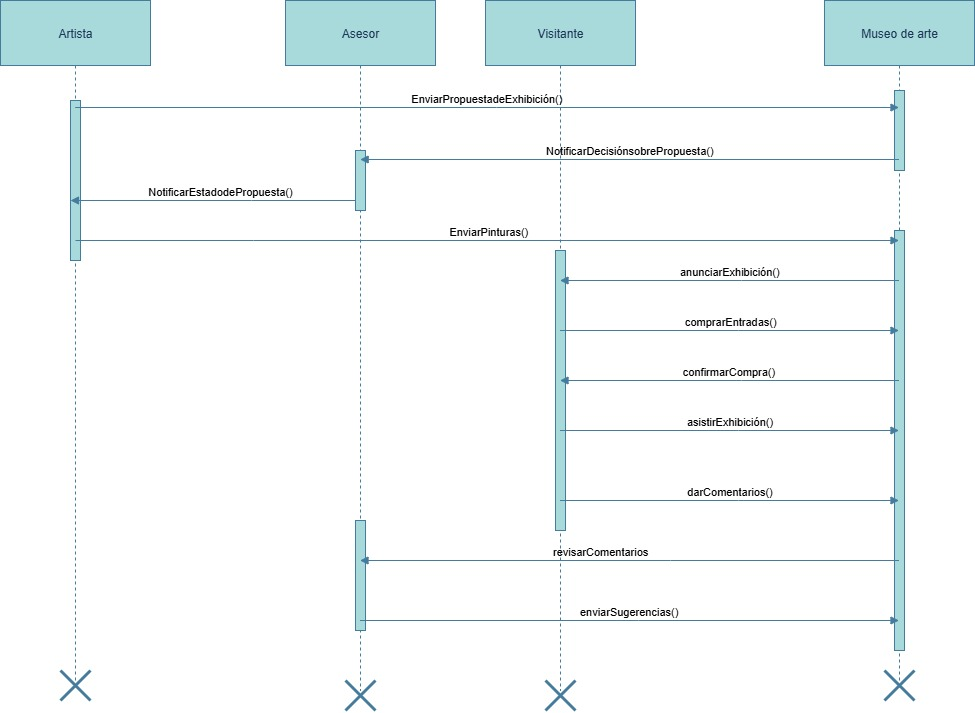 Artista
Asesor
Visitante
Museo de arte
EnviarPropuestadeExhibición()
NotificarDecisiónsobrePropuesta()
NotificarEstadodePropuesta()
EnviarPinturas()
anunciarExhibición()
comprarEntradas()
confirmarCompra()
asistirExhibición()
darComentarios()
revisarComentarios
enviarSugerencias()